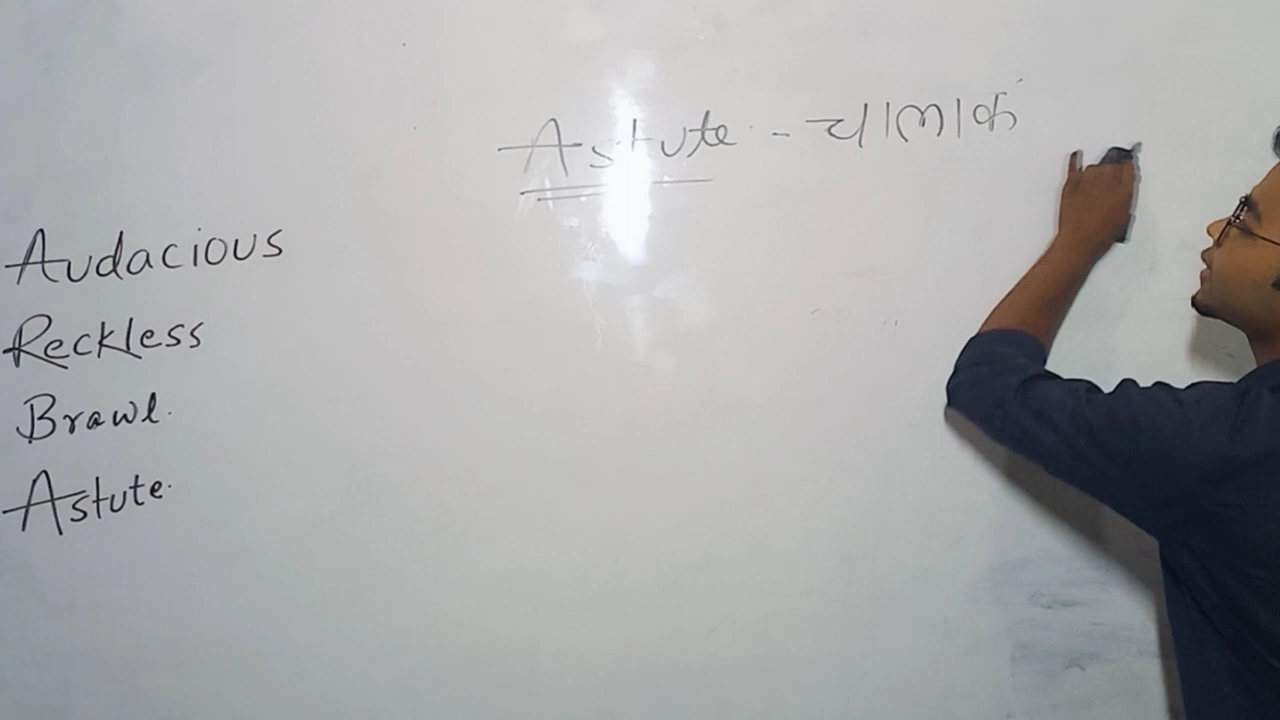 Astute - चालाक
Audacious
Reckless
Brawl.
Astute.